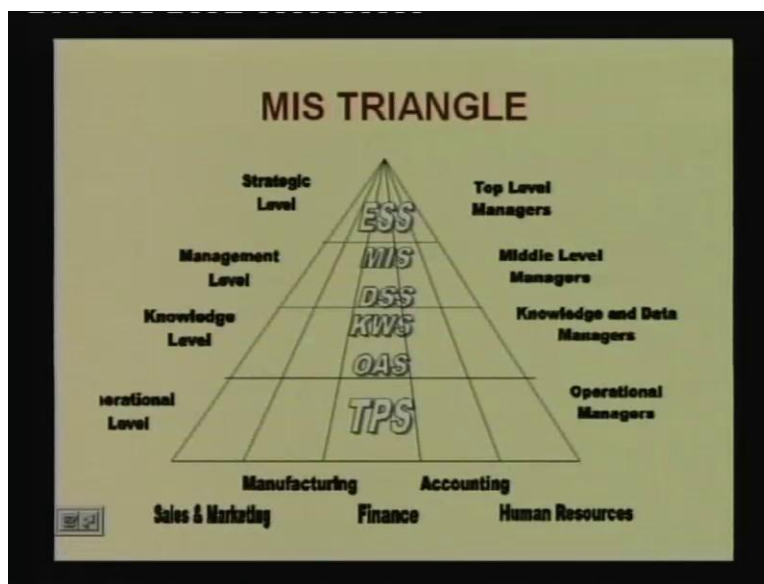 MIS TRIANGLE
Strategic
Level
Top Level
Managers
ESS
Management
Level
MIS
Middle Level
Managers
DSS
Knowledge
Level
KWS
Knowledge and Data
Managers
OAS
erational
Level
TPS
Operational
Managers
Manufacturing Accounting
Sales & Marketing Finance Human Resources